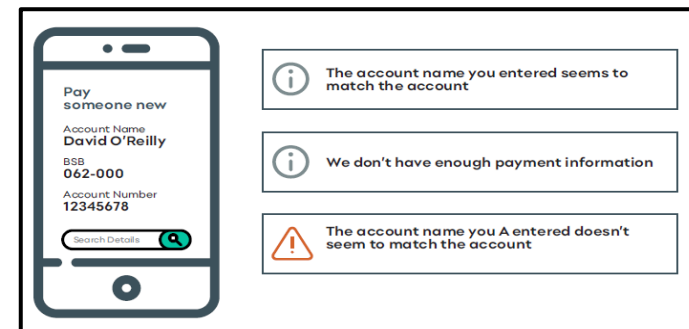 Pay
someone new
Account Name
David O'Reilly
BSB
062-000
Account Number
12345678
Search Details
The account name you entered seems to
match the account
We don't have enough payment information
The account name you A entered doesn't
seem to match the account